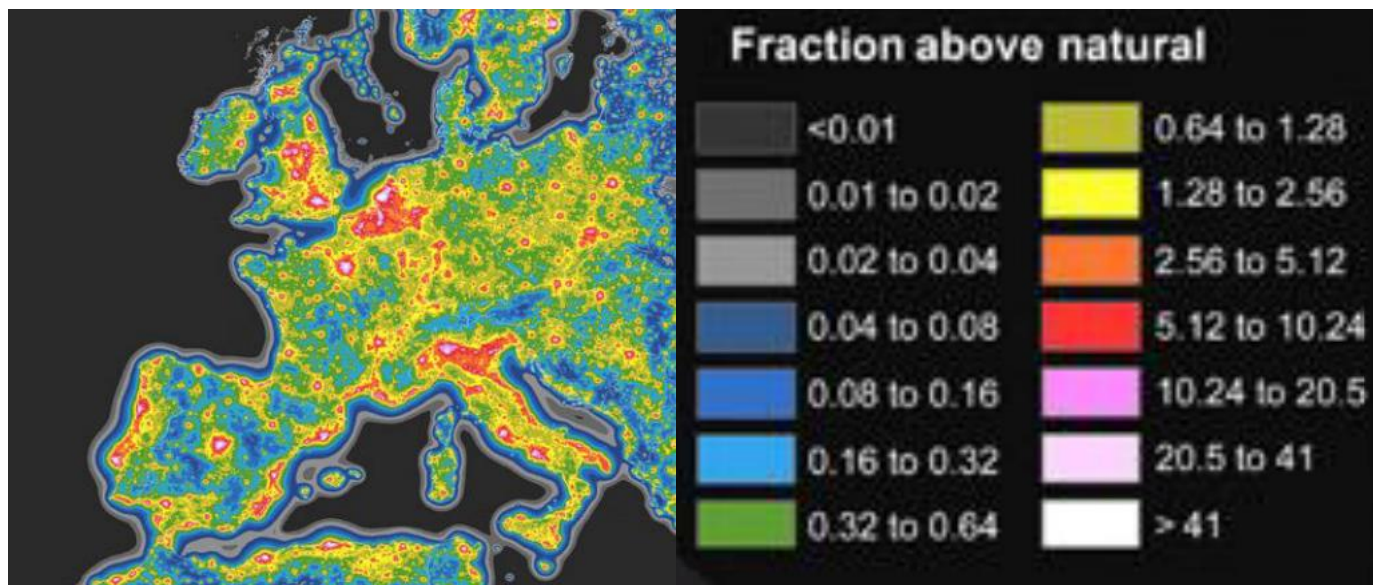 Fraction above natural
<0.01
0.01 to 0.02
0.02 to 0.04
0.04 to 0.08
0.08 to 0.16
0.16 to 0.32
0.32 to 0.64
0.64 to 1.28
1.28 to 2.56
2.56 to 5.12
5.12 to 10.24
10.24 to 20.5
20.5 to 41
> 41